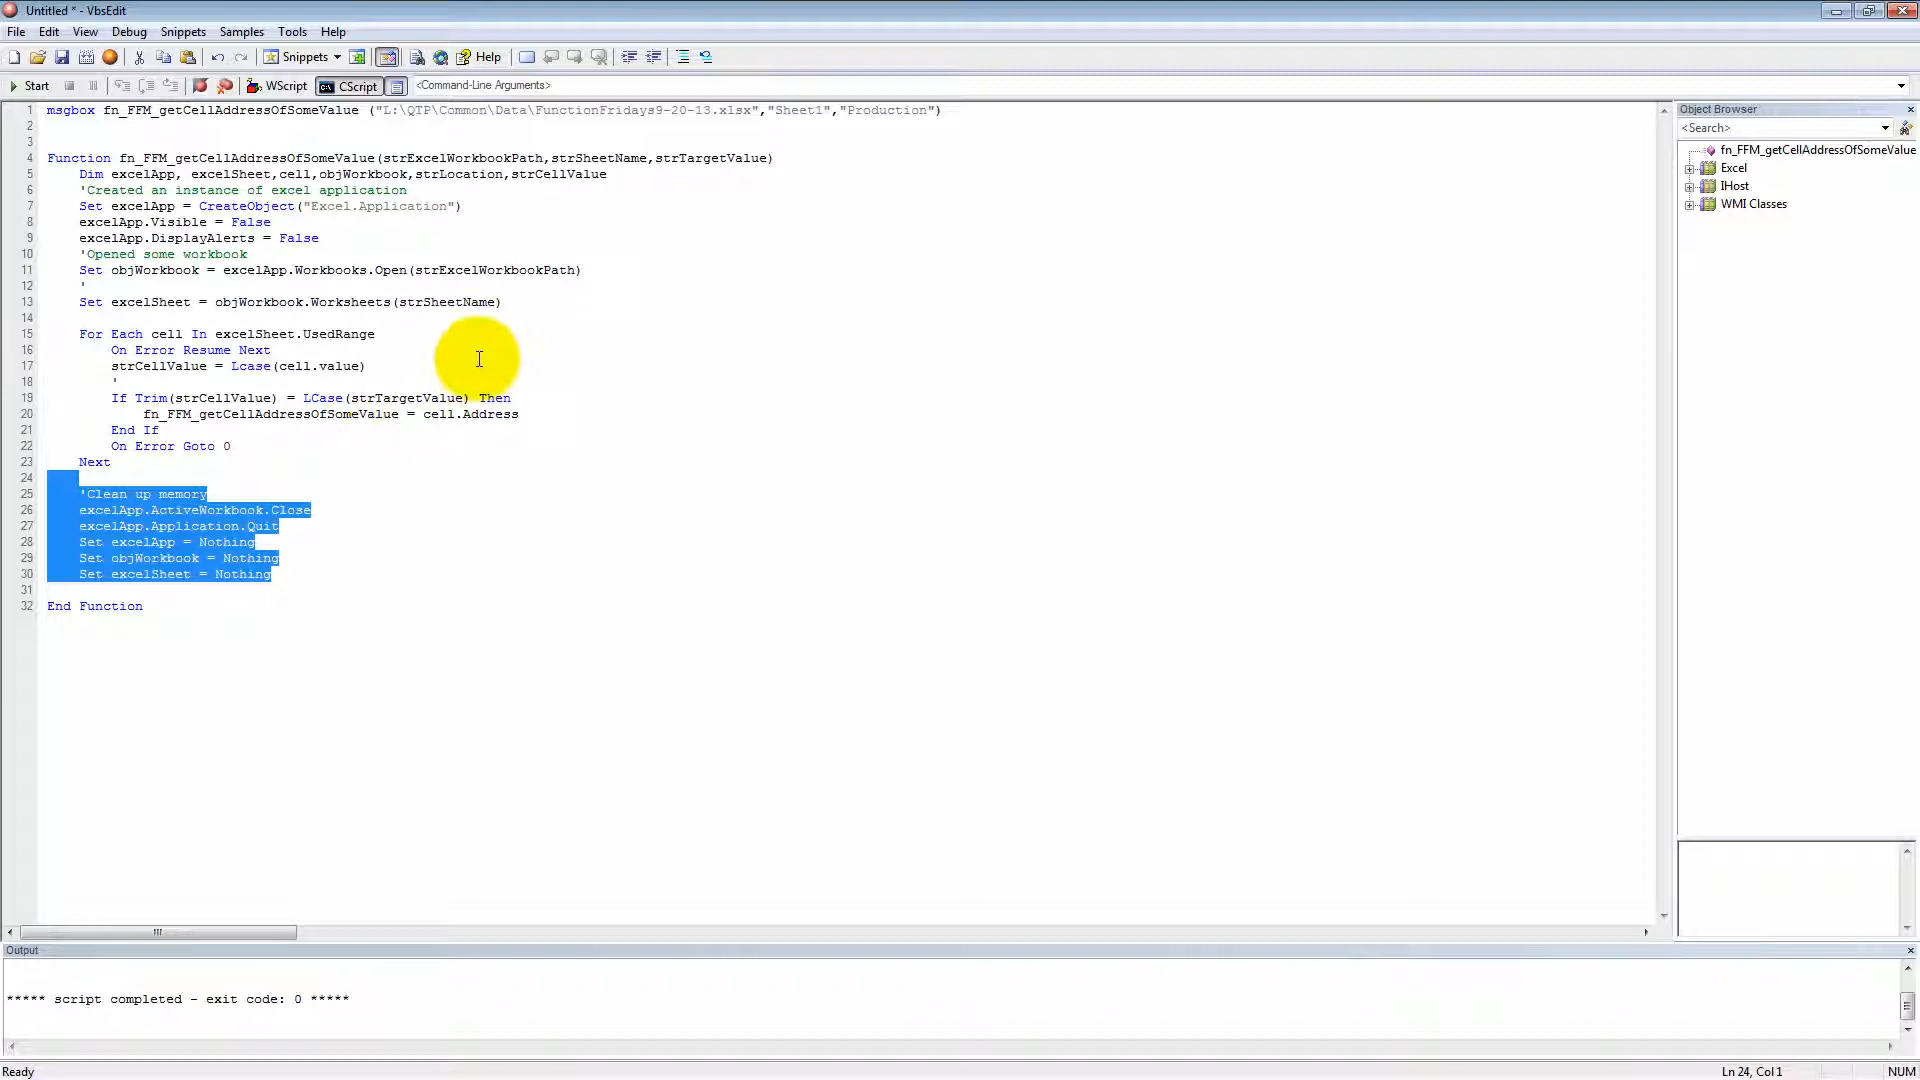 Untitled * - VbsEdit
File Edit View Debug Snippets Samples Tools Help
Snippets Help
Start WScript CScript <Command-Line Arguments>
1 msgbox fn_FFM_getCellAddressOfSomeValue ("L:\QTP\Common\Data\FunctionFridays9-20-13.xlsx","Sheet1","Production")
2
3
4 Function fn_FFM_getCellAddressOfSomeValue(strExcelWorkbookPath,strSheetName,strTargetValue)
5 Dim excelApp, excelSheet,cell,objWorkbook,strLocation,strCellValue
6 'Created an instance of excel application
7 Set excelApp = CreateObject("Excel.Application")
8 excelApp.Visible = False
9 excelApp.DisplayAlerts = False
10 'Opened some workbook
11 Set objWorkbook = excelApp.Workbooks.Open(strExcelWorkbookPath)
12 '
13 Set excelSheet = objWorkbook.Worksheets(strSheetName)
14
15 For Each cell In excelSheet.UsedRange
16 On Error Resume Next
17 strCellValue = Lcase(cell.value)
18 '
19 If Trim(strCellValue) = LCase(strTargetValue) Then
20 fn_FFM_getCellAddressOfSomeValue = cell.Address
21 End If
22 On Error Goto 0
23 Next
24
25 'Clean up memory
26 excelApp.ActiveWorkbook.Close
27 excelApp.Application.Quit
28 Set excelApp = Nothing
29 Set objWorkbook = Nothing
30 Set excelSheet = Nothing
31
32 End Function
Object Browser
<Search>
fn_FFM_getCellAddressOfSomeValue
Excel
IHost
WMI Classes
Output
***** script completed - exit code: 0 *****
Ready Ln 24, Col 1 NUM